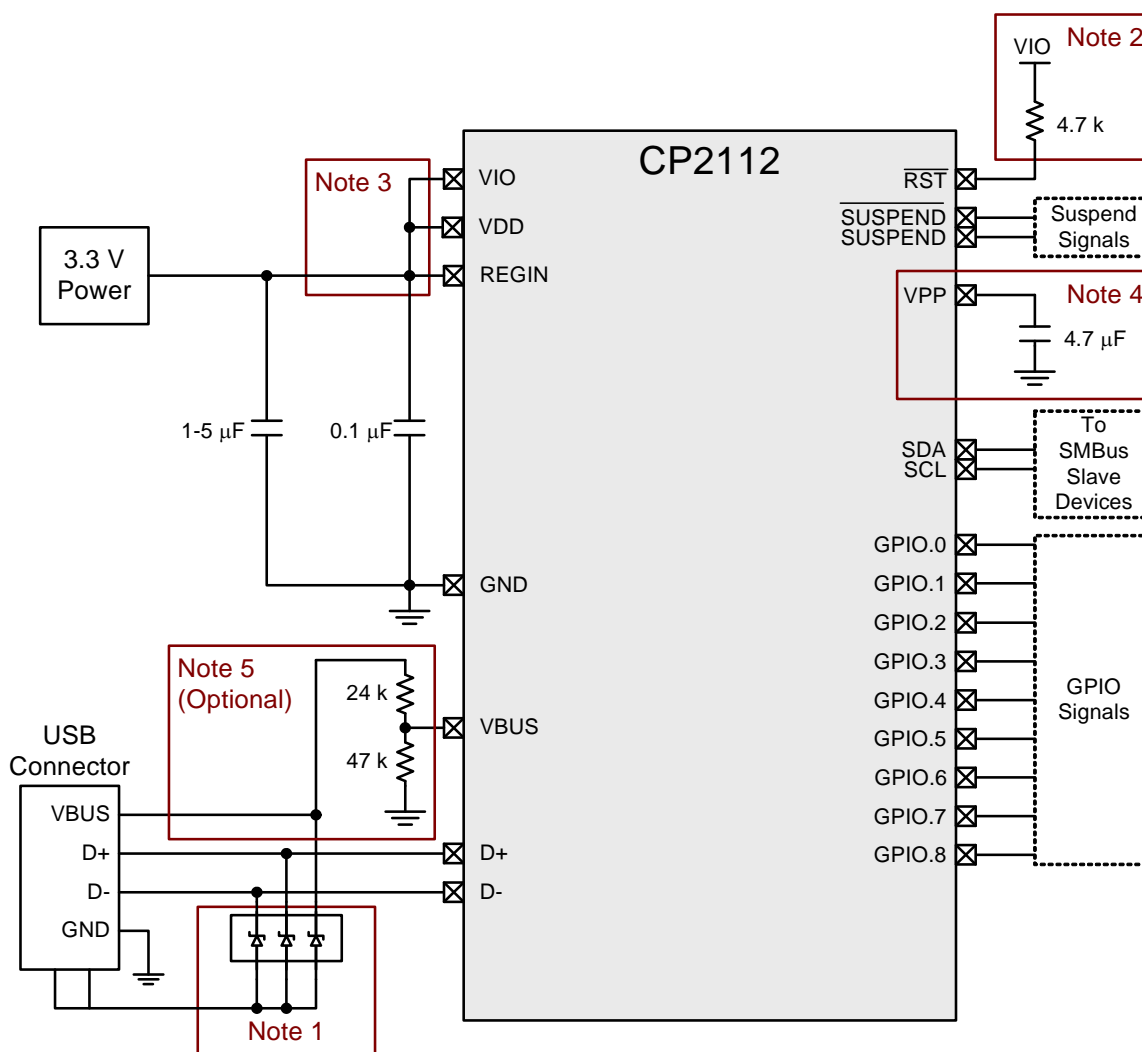 Note 2
VIO
4.7 k
CP2112
Note 3
VIO
RST
VDD
SUSPEND
SUSPEND
Suspend
Signals
3.3 V
Power
REGIN
VPP
Note 4
4.7 µF
1-5 µF
0.1 µF
SDA
SCL
To
SMBus
Slave
Devices
GND
GPIO.0
GPIO.1
GPIO.2
GPIO.3
GPIO.4
GPIO.5
GPIO.6
GPIO.7
GPIO.8
GPIO
Signals
Note 5
(Optional)
24 k
47 k
VBUS
USB
Connector
VBUS
D+
D-
GND
D+
D-
Note 1